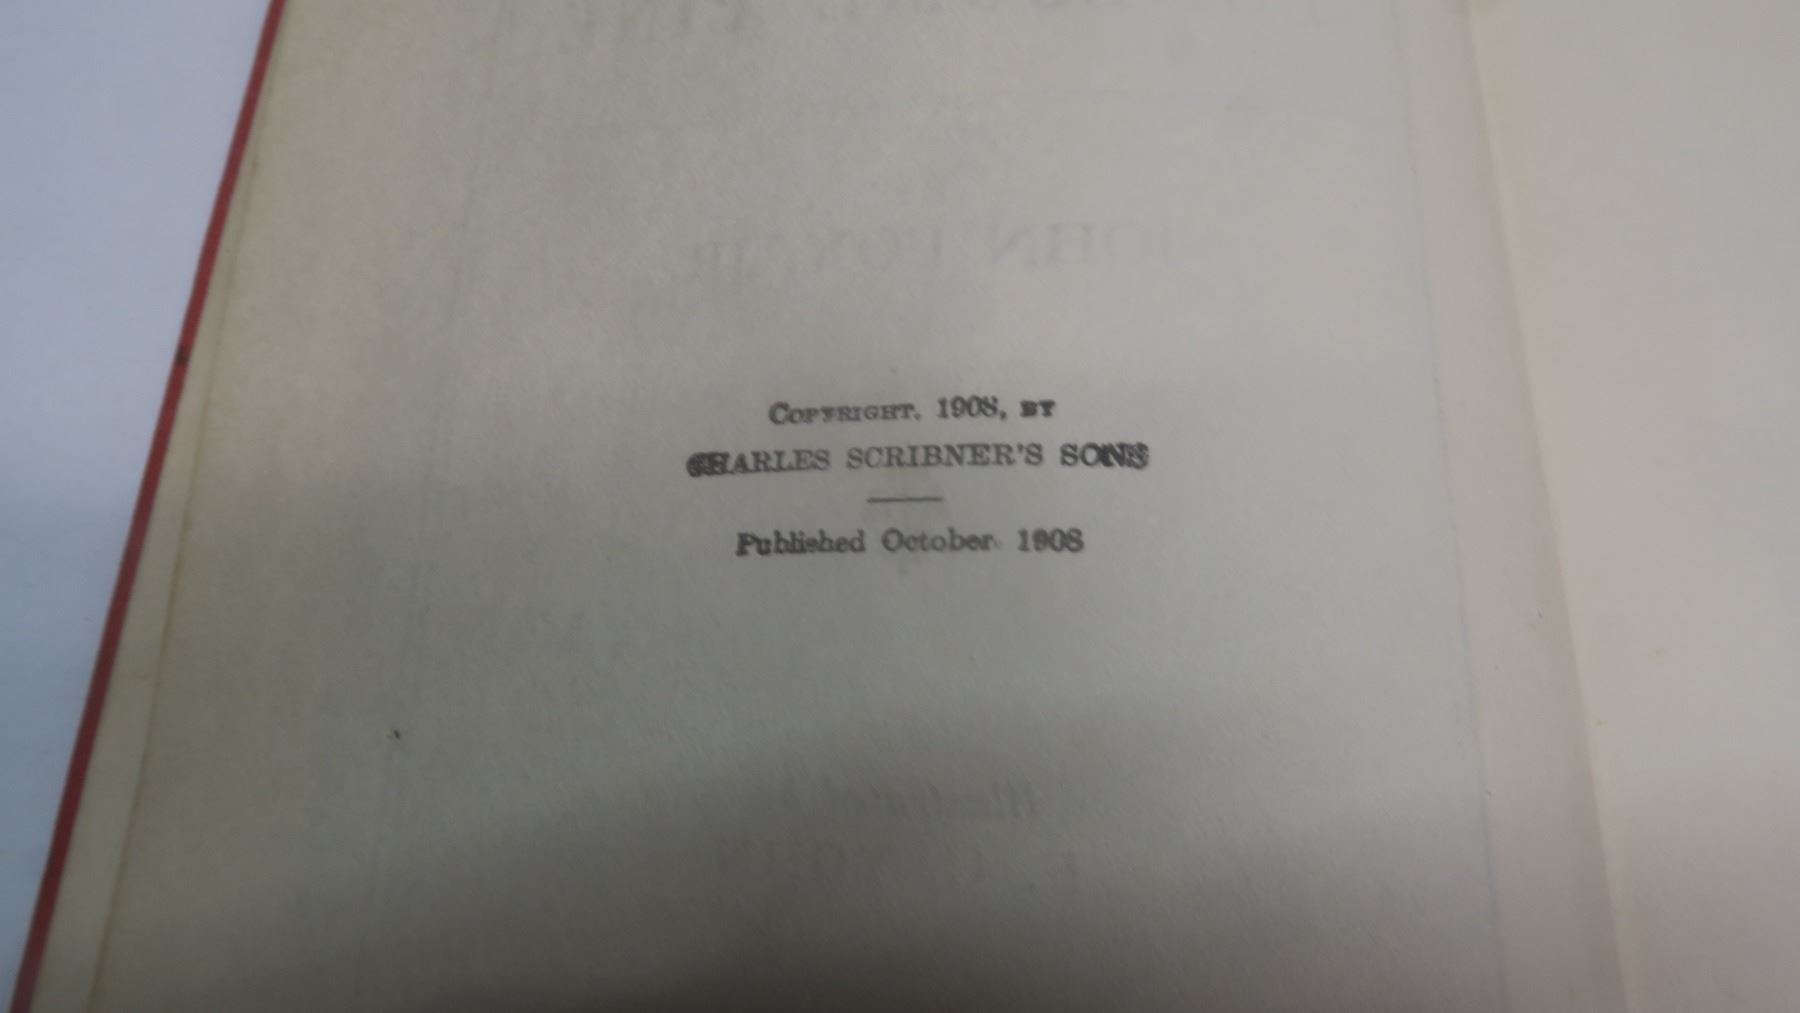 COPYRIGHT, 1908, BY
CHARLES SCRIBNER'S SONS
Published October 1908